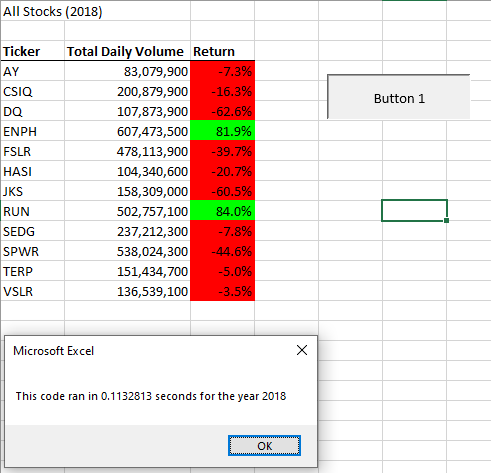 All Stocks (2018)
Ticker Total Daily Volume Return
AY 83,079,900 -7.3%
CSIQ 200,879,900 -16.3%
DQ 107,873,900 -62.6%
ENPH 607,473,500 81.9%
FSLR 478,113,900 -39.7%
HASI 104,340,600 -20.7%
JKS 158,309,000 -60.5%
RUN 502,757,100 84.0%
SEDG 237,212,300 -7.8%
SPWR 538,024,300 -44.6%
TERP 151,434,700 -5.0%
VSLR 136,539,100 -3.5%
Button 1
Microsoft Excel
This code ran in 0.1132813 seconds for the year 2018
OK